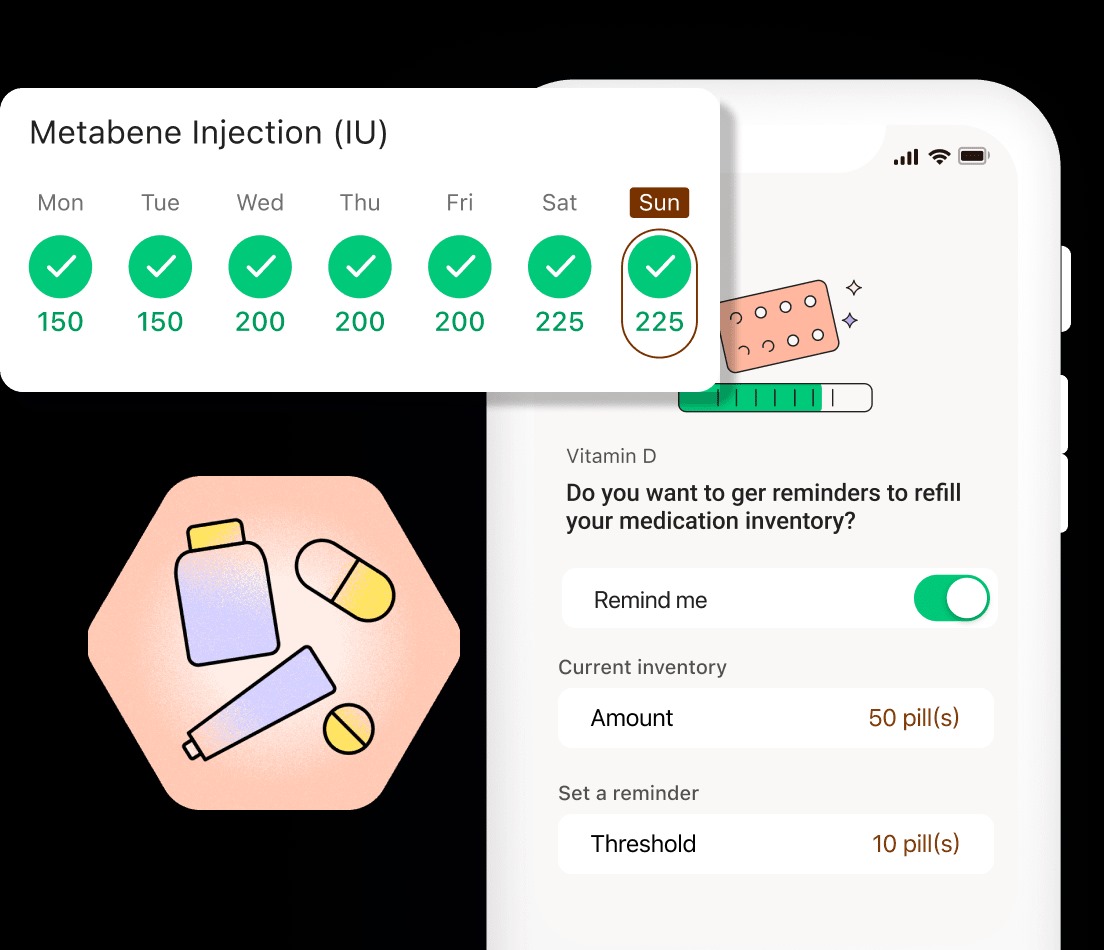 Metabene Injection (IU)
Mon Tue Wed Thu Fri Sat Sun
150 150 200 200 200 225 225
Vitamin D
Do you want to ger reminders to refill
your medication inventory?
Remind me
Current inventory
Amount 50 pill(s)
Set a reminder
Threshold 10 pill(s)